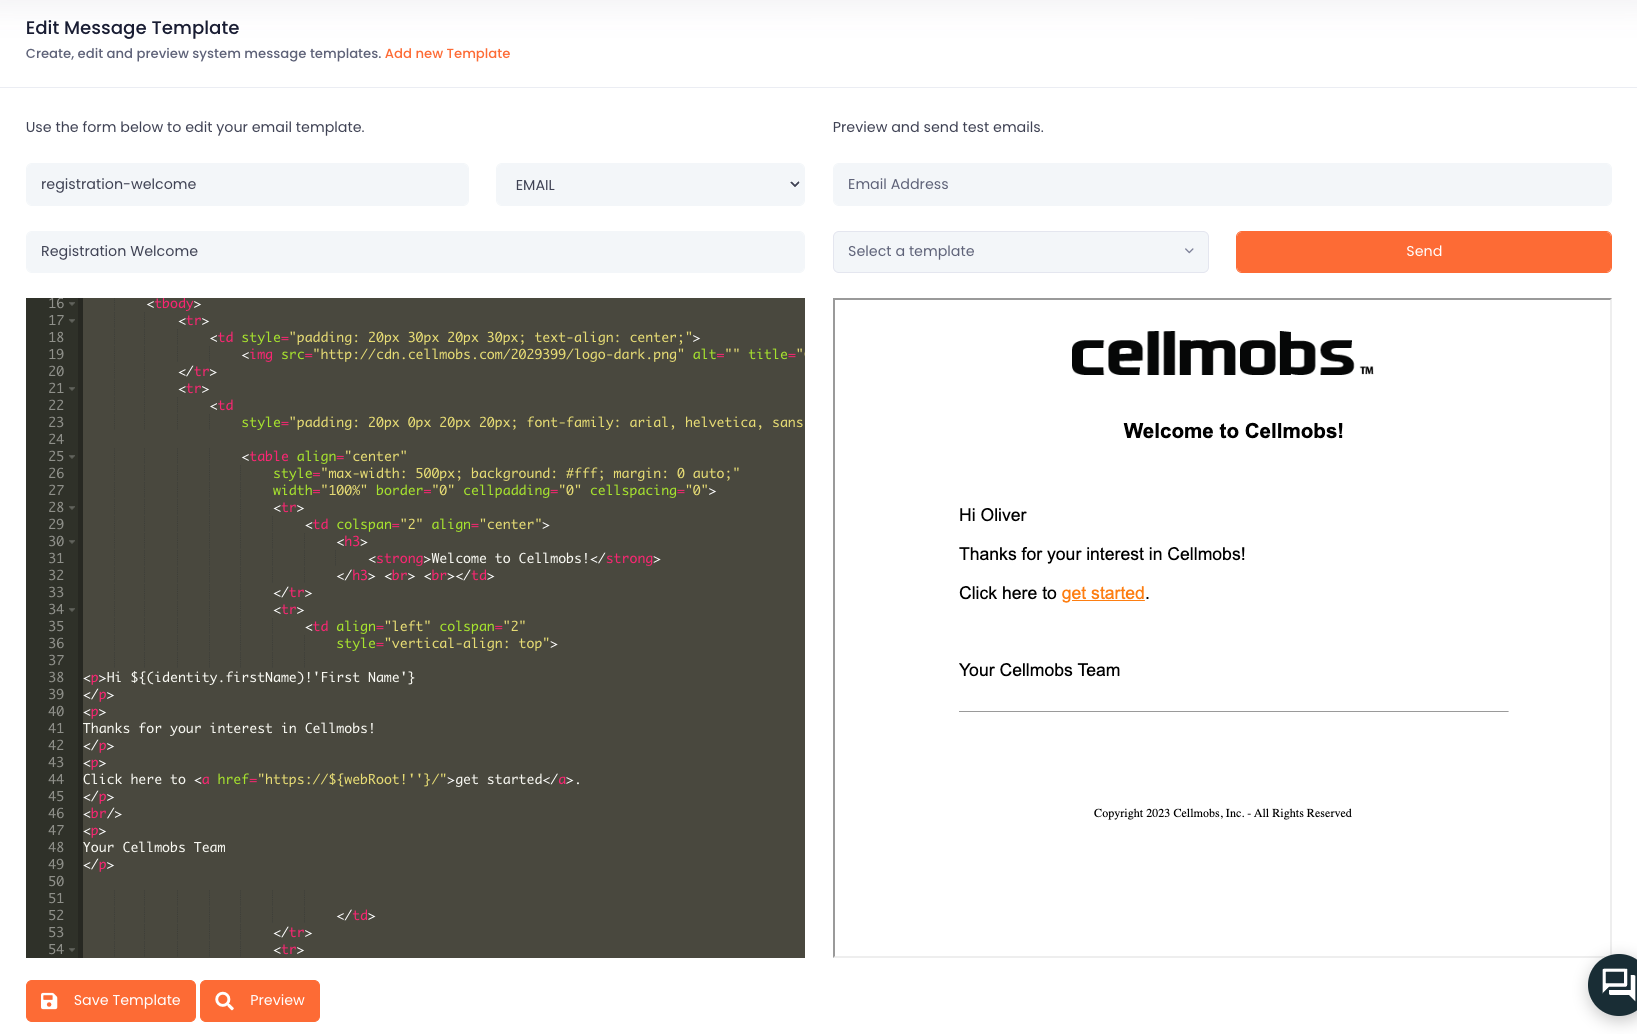 Edit Message Template
Create, edit and preview system message templates. Add new Template
Use the form below to edit your email template.
Preview and send test emails.
registration-welcome
EMAIL
Email Address
Registration Welcome
Select a template
Send
16 <tbody>
17 <tr>
18 <td style="padding: 20px 30px 20px 30px; text-align: center;">
19 <img src="http://cdn.cellmobs.com/2029399/logo-dark.png" alt="" title="
20 </tr>
21 <tr>
22 <td
23 style="padding: 20px 0px 20px 20px; font-family: arial, helvetica, sans
24
25 <table align="center"
26 style="max-width: 500px; background: #fff; margin: 0 auto;"
27 width="100%" border="0" cellpadding="0" cellspacing="0">
28 <tr>
29 <td colspan="2" align="center">
30 <h3>
31 <strong>Welcome to Cellmobs!</strong>
32 </h3> <br> <br></td>
33 </tr>
34 <tr>
35 <td align="left" colspan="2"
36 style="vertical-align: top">
37
38 <p>Hi ${(identity.firstName)!'First Name'}
39 </p>
40 <p>
41 Thanks for your interest in Cellmobs!
42 </p>
43 <p>
44 Click here to <a href="https://${webRoot!''}/">get started</a>.
45 </p>
46 <br/>
47 <p>
48 Your Cellmobs Team
49 </p>
50
51
52 </td>
53 </tr>
54 <tr>
cellmobs™
Welcome to Cellmobs!
Hi Oliver
Thanks for your interest in Cellmobs!
Click here to get started.
Your Cellmobs Team
Copyright 2023 Cellmobs, Inc. - All Rights Reserved
Save Template
Preview